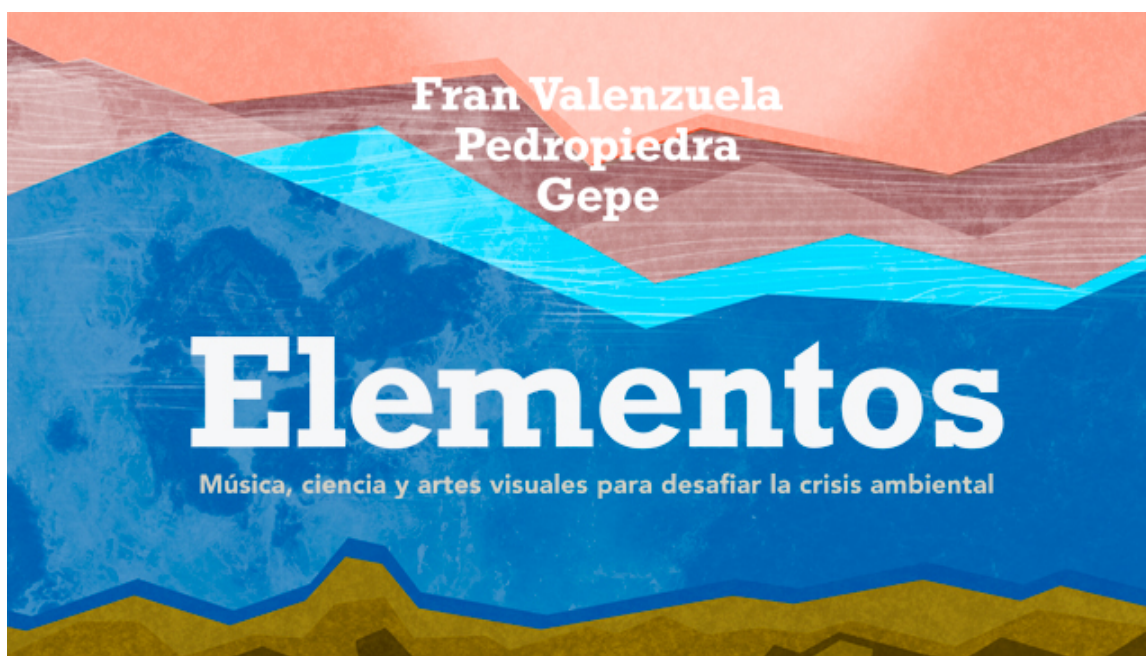 Fran Valenzuela
Pedropiedra
Gepe
Elementos
Música, ciencia y artes visuales para desafiar la crisis ambiental